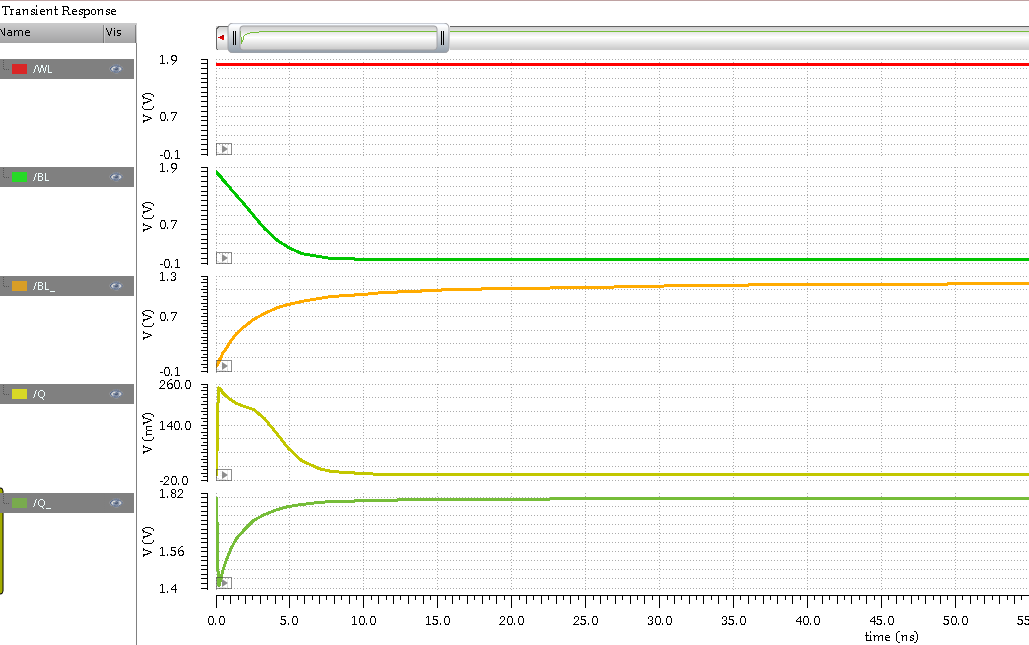 Transient Response
Name Vis
/WL
1.9
V (V)
0.7
-0.1
/BL
1.9
V (V)
0.7
-0.1
/BL_
1.3
V (V)
0.7
-0.1
/Q
260.0
V (mV)
140.0
-20.0
/Q_
1.82
V (V)
1.56
1.4
0.0 5.0 10.0 15.0 20.0 25.0 30.0 35.0 40.0 45.0 50.0 55
time (ns)